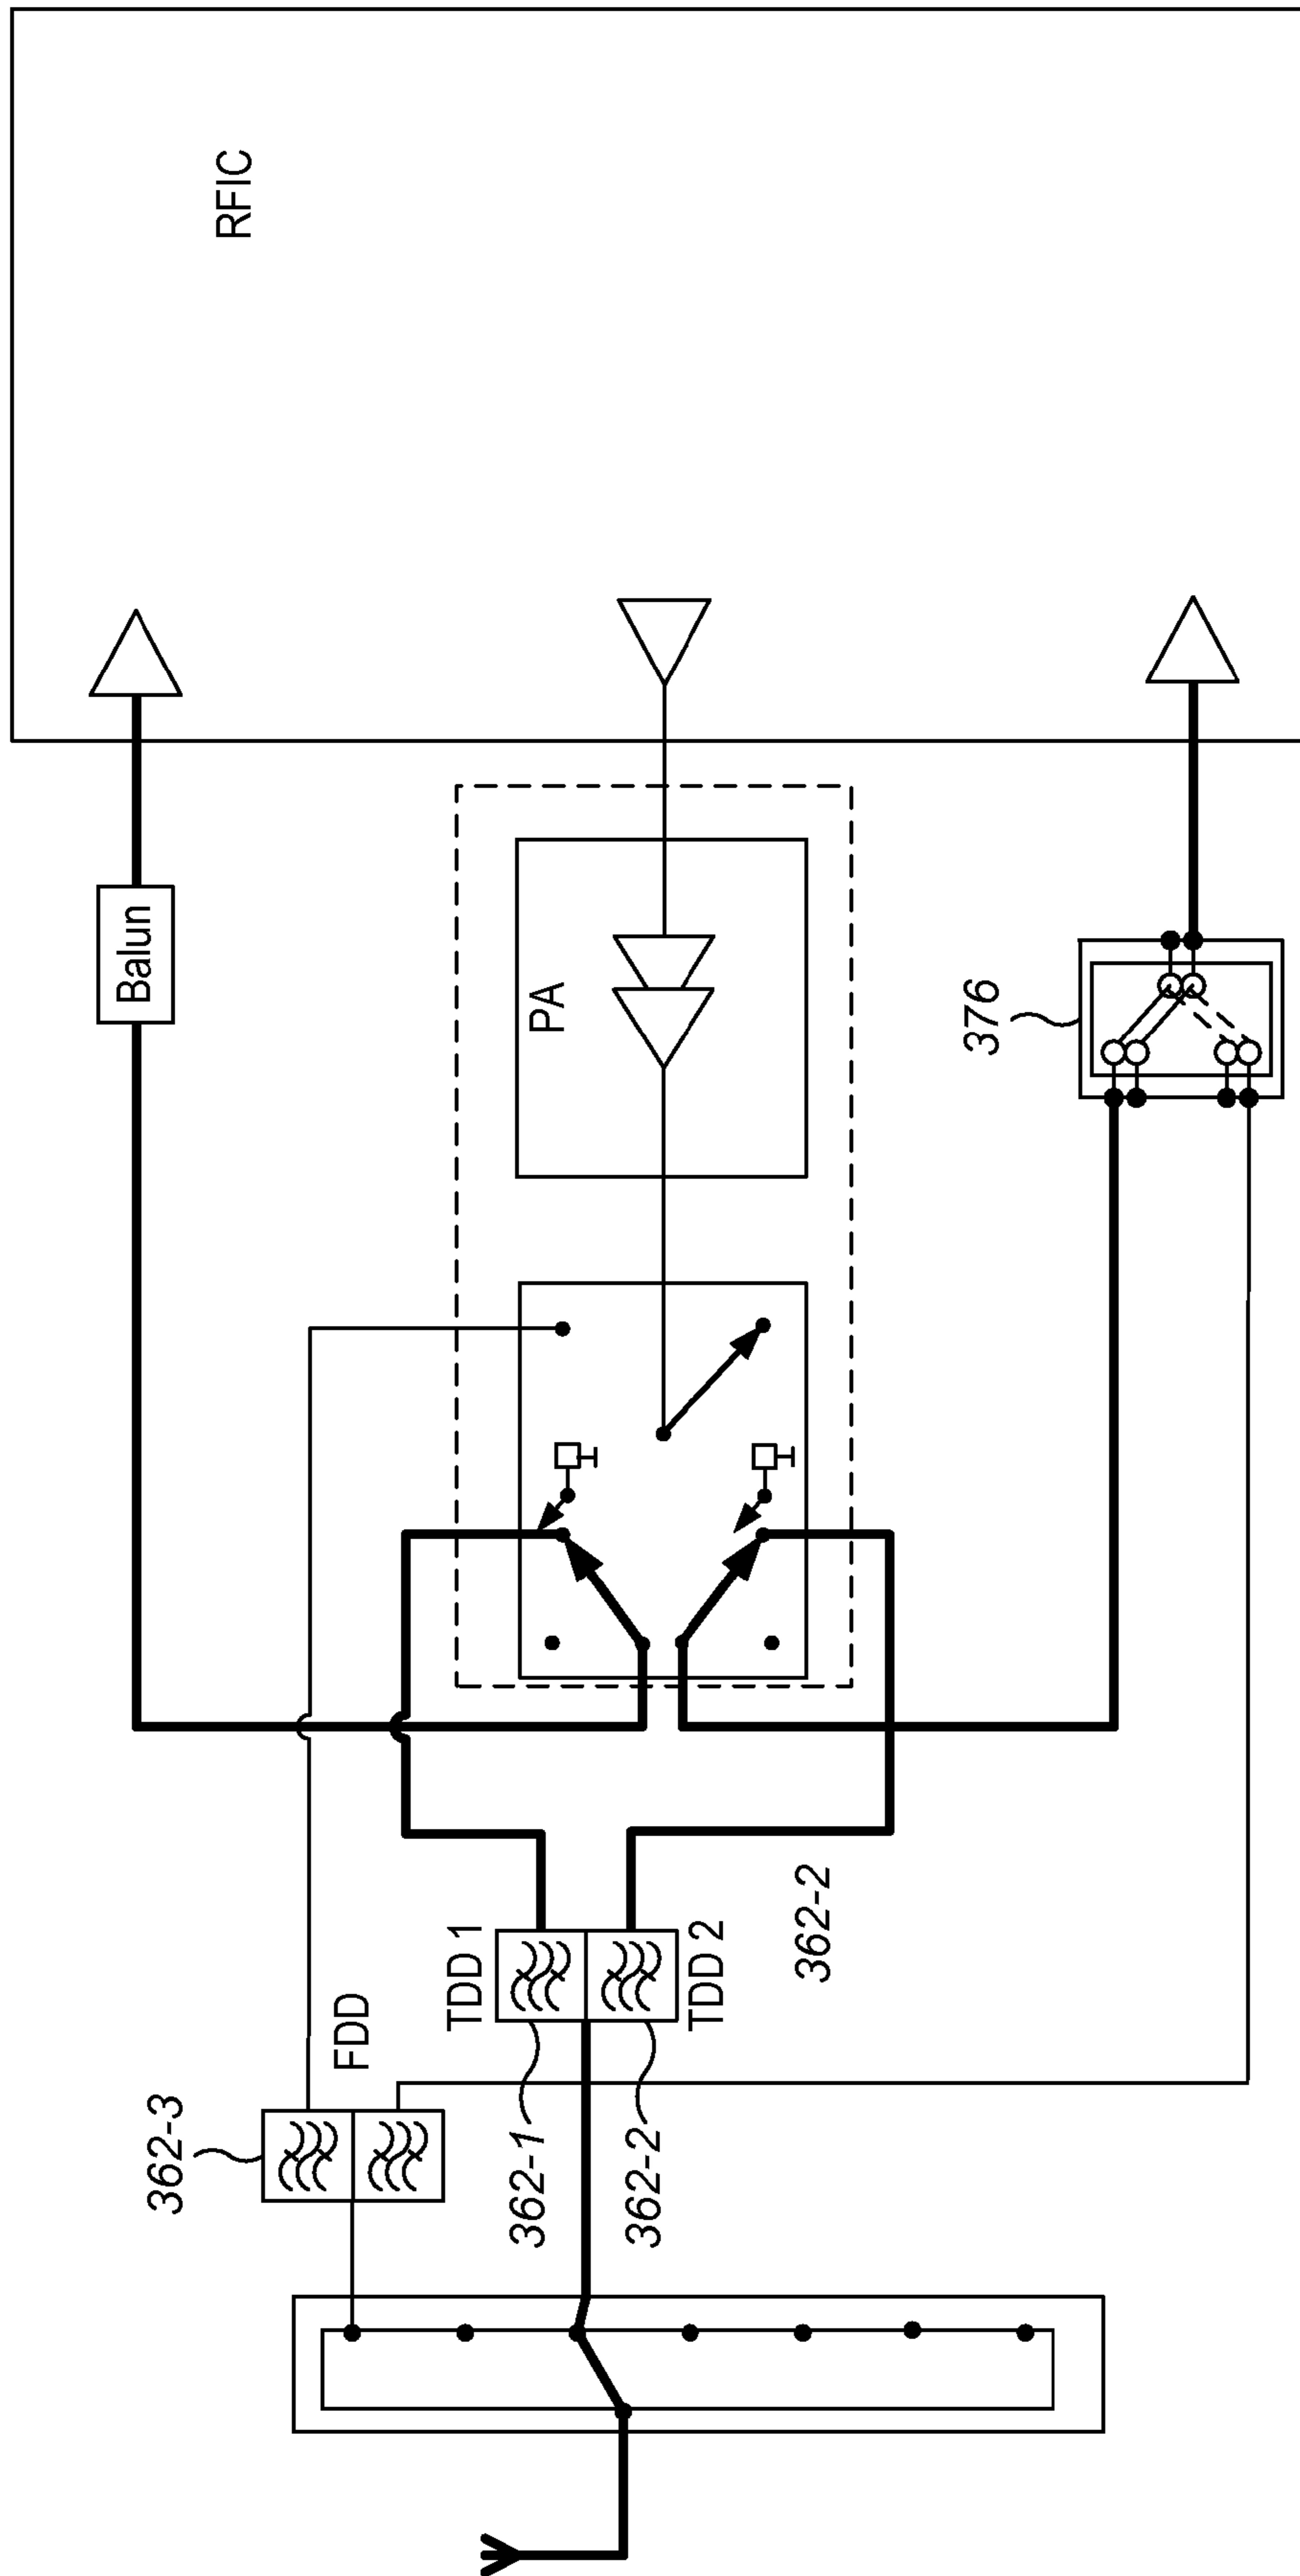 RFIC
Balun
PA
376
362-2
TDD 1
TDD 2
FDD
362-3
362-1
362-2